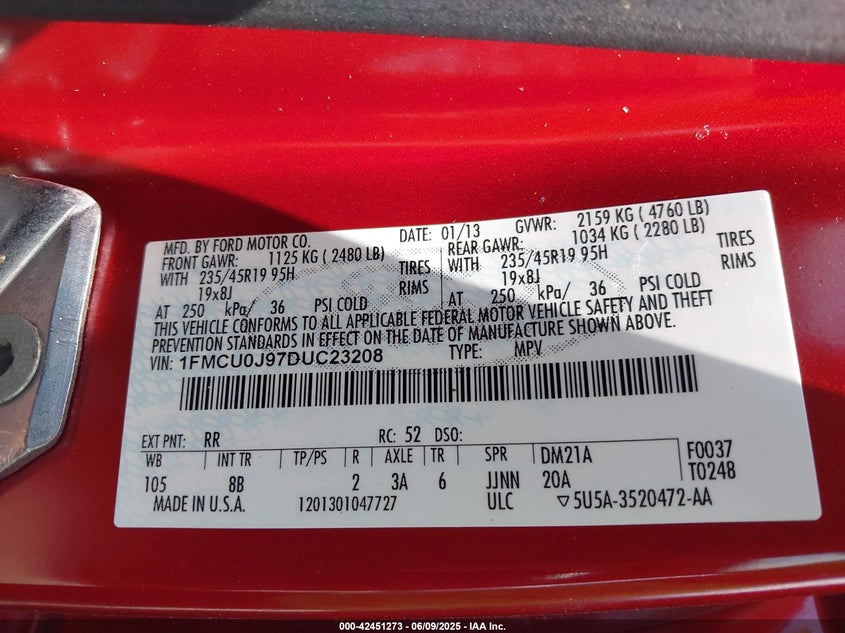 MFD. BY FORD MOTOR CO. DATE: 01/13 GVWR: 2159 KG ( 4760 LB)
FRONT GAWR: 1125 KG ( 2480 LB) REAR GAWR: 1034 KG ( 2280 LB)
WITH 235/45R19 95H TIRES WITH 235/45R19 95H TIRES
19x8J RIMS 19x8J RIMS
AT 250 kPa/ 36 PSI COLD AT 250 kPa/ 36 PSI COLD
THIS VEHICLE CONFORMS TO ALL APPLICABLE FEDERAL MOTOR VEHICLE SAFETY AND THEFT
PREVENTION STANDARDS IN EFFECT ON THE DATE OF MANUFACTURE SHOWN ABOVE.
VIN: 1FMCU0J97DUC23208 TYPE: MPV
EXT PNT: RR RC: 52 DSO:
WB INT TR TP/PS R AXLE TR SPR DM21A F0037
105 8B 2 3A 6 JJNN 20A T0248
MADE IN U.S.A. 1201301047727 ULC ▽5U5A-3520472-AA
000-42451273 | 06/09/2025 - IAA Inc.